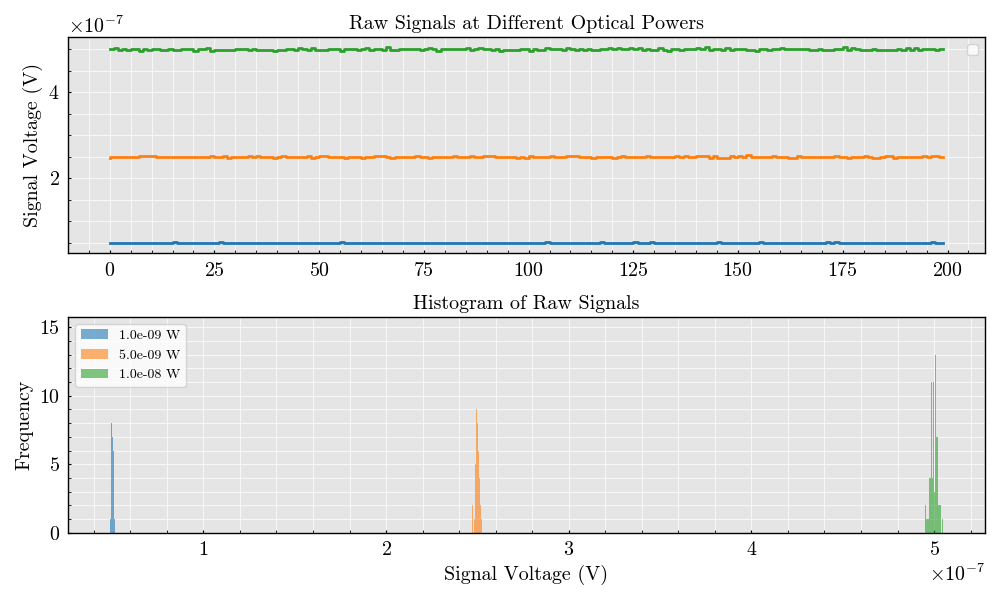 Raw Signals at Different Optical Powers
×10⁻⁷
Signal Voltage (V)
4
2
0 25 50 75 100 125 150 175 200
Histogram of Raw Signals
Frequency
15
10
5
0
1.0e-09 W
5.0e-09 W
1.0e-08 W
1 2 3 4 5
×10⁻⁷
Signal Voltage (V)